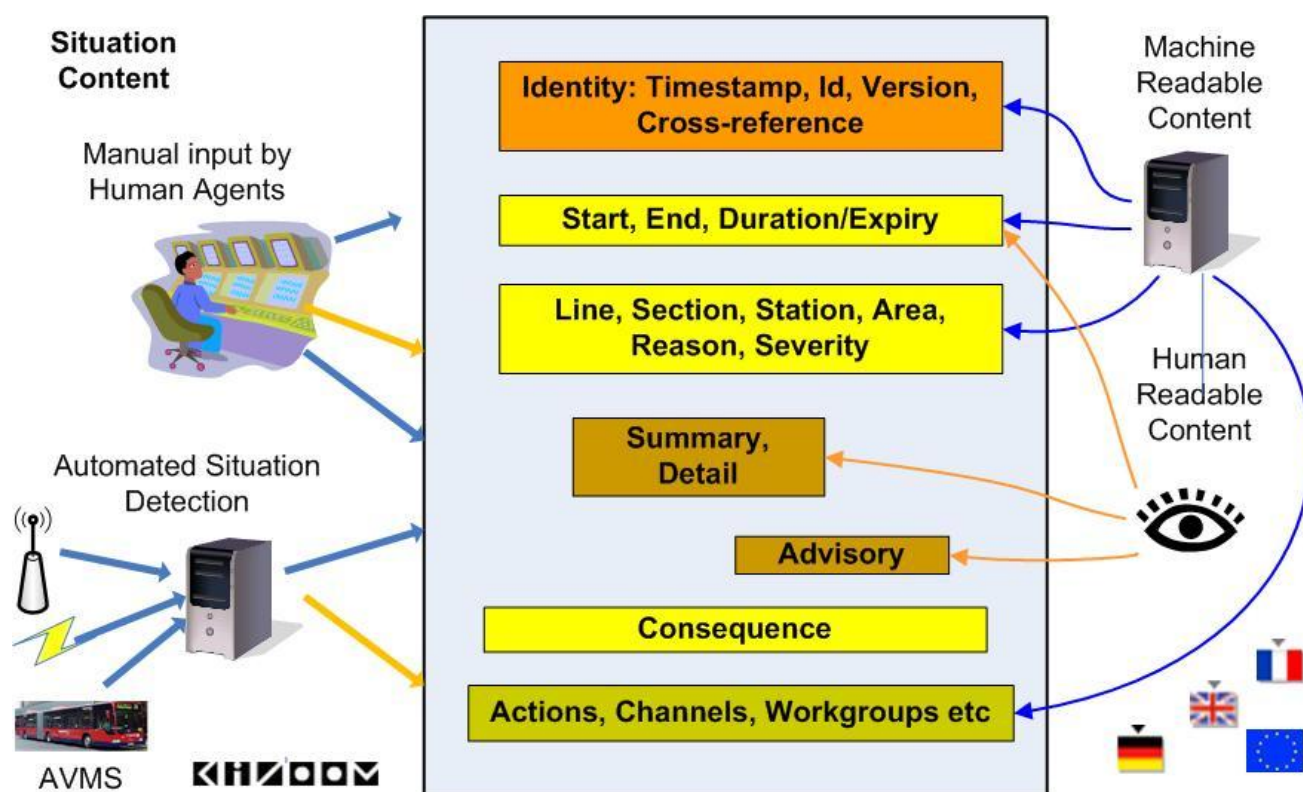 Situation
Content
Manual input by
Human Agents
Automated Situation
Detection
AVMS
KIZOOM
Identity: Timestamp, Id, Version,
Cross-reference
Start, End, Duration/Expiry
Line, Section, Station, Area,
Reason, Severity
Summary,
Detail
Advisory
Consequence
Actions, Channels, Workgroups etc
Machine
Readable
Content
Human
Readable
Content